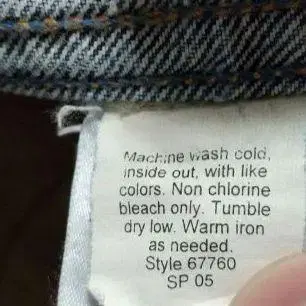 Machine wash cold,
inside out, with like
colors. Non chlorine
bleach only. Tumble
dry low. Warm iron
as needed.
Style 67760
SP 05